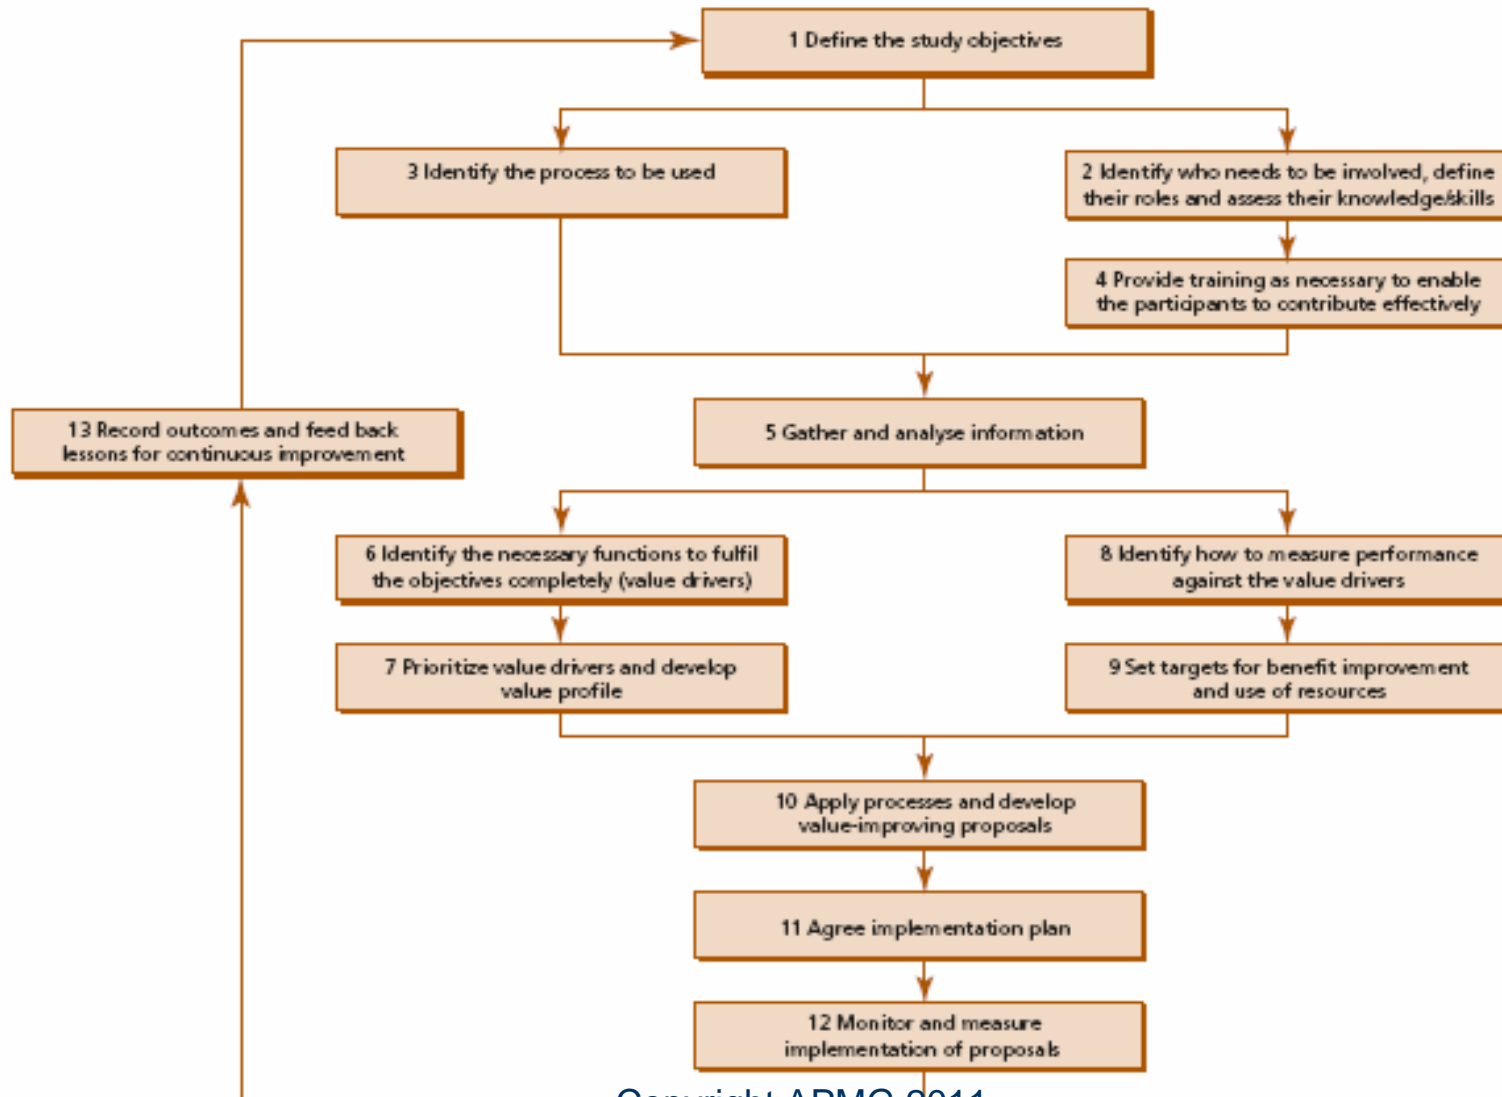 1 Define the study objectives
3 Identify the process to be used
2 Identify who needs to be involved, define
their roles and assess their knowledge/skills
4 Provide training as necessary to enable
the participants to contribute effectively
13 Record outcomes and feed back
lessons for continuous improvement
5 Gather and analyse information
6 Identify the necessary functions to fulfil
the objectives completely (value drivers)
8 Identify how to measure performance
against the value drivers
7 Prioritize value drivers and develop
value profile
9 Set targets for benefit improvement
and use of resources
10 Apply processes and develop
value-improving proposals
11 Agree implementation plan
12 Monitor and measure
implementation of proposals
Copyright APMG 2011